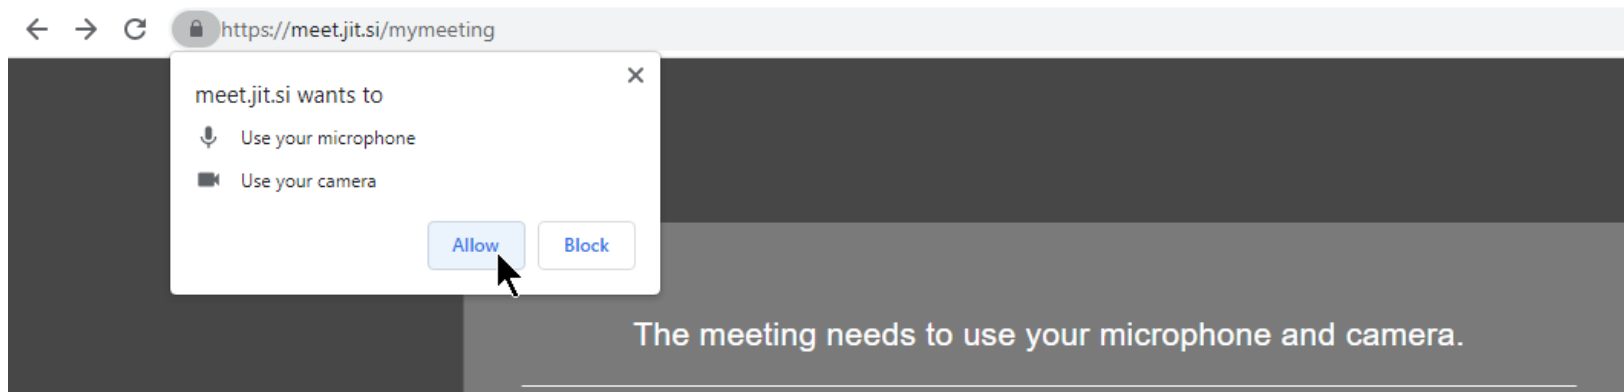 https://meet.jit.si/mymeeting
meet.jit.si wants to
Use your microphone
Use your camera
Allow Block
The meeting needs to use your microphone and camera.